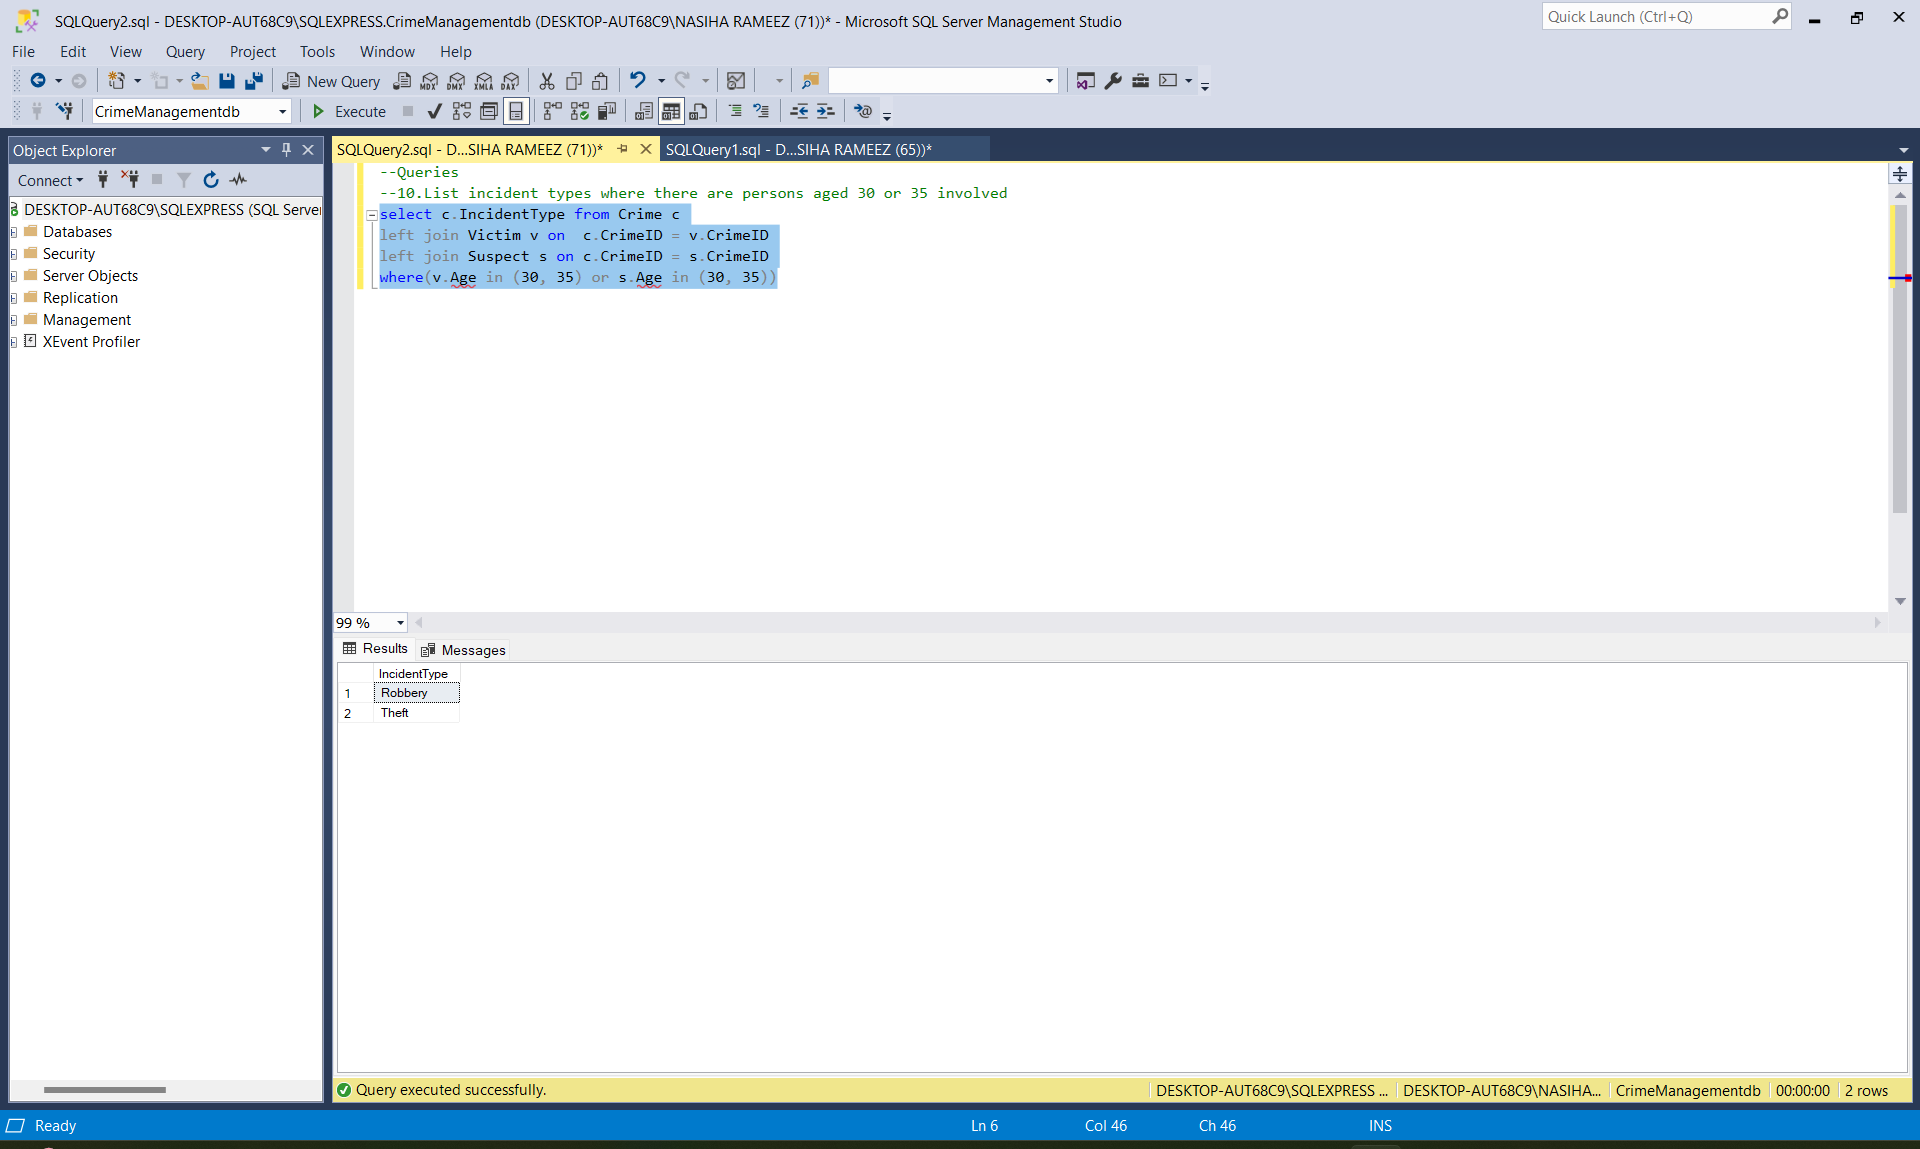 SQLQuery2.sql - DESKTOP-AUT68C9\SQLEXPRESS.CrimeManagementdb (DESKTOP-AUT68C9\NASIHA RAMEEZ (71))* - Microsoft SQL Server Management Studio
Quick Launch (Ctrl+Q)
File Edit View Query Project Tools Window Help
New Query MDX DMX XMLA DAX
CrimeManagementdb Execute
Object Explorer
SQLQuery2.sql - D...SIHA RAMEEZ (71))* SQLQuery1.sql - D...SIHA RAMEEZ (65))*
Connect
DESKTOP-AUT68C9\SQLEXPRESS (SQL Server
Databases
Security
Server Objects
Replication
Management
XEvent Profiler
--Queries
--10.List incident types where there are persons aged 30 or 35 involved
select c.IncidentType from Crime c
left join Victim v on  c.CrimeID = v.CrimeID
left join Suspect s on c.CrimeID = s.CrimeID
where(v.Age in (30, 35) or s.Age in (30, 35))
99 %
Results Messages
IncidentType
1 Robbery
2 Theft
Query executed successfully. DESKTOP-AUT68C9\SQLEXPRESS ... DESKTOP-AUT68C9\NASIHA... CrimeManagementdb 00:00:00 2 rows
Ready Ln 6 Col 46 Ch 46 INS